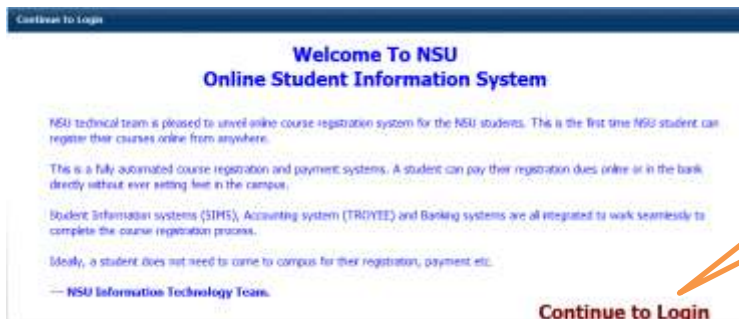 Continue to Login
Welcome To NSU
Online Student Information System
NSU technical team is pleased to unveil online course registration system for the NSU students. This is the first time NSU student can
register their courses online from anywhere.
This is a fully automated course registration and payment systems. A student can pay their registration dues online or in the bank
directly without ever setting feet in the campus.
Student Information systems (SIMS), Accounting system (TROYEE) and Banking systems are all integrated to work seamlessly to
complete the course registration process.
Ideally, a student does not need to come to campus for their registration, payment etc.
--- NSU Information Technology Team.
Continue to Login